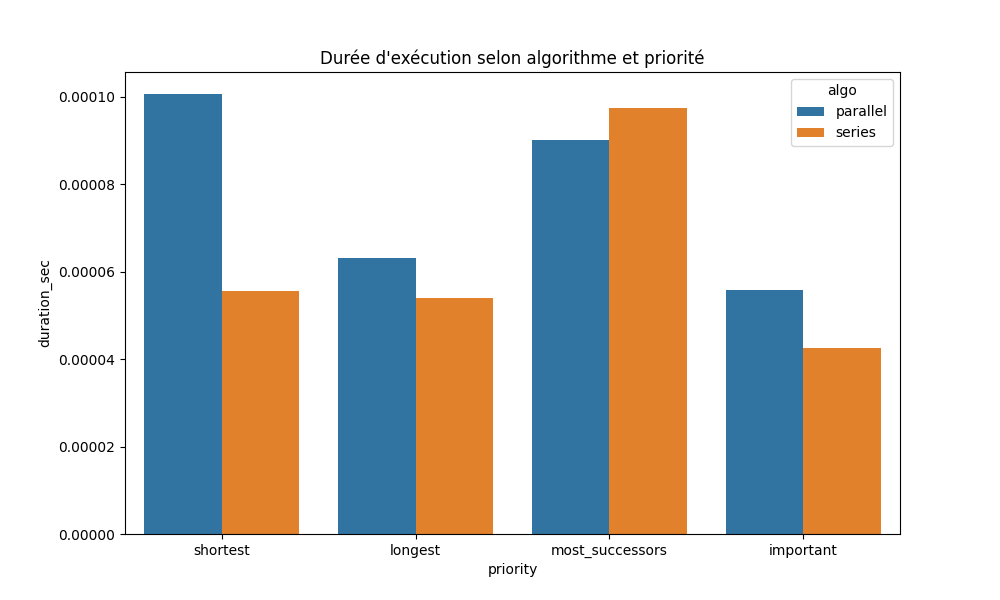 Durée d'exécution selon algorithme et priorité
algo
parallel
series
duration_sec
0.00010
0.00008
0.00006
0.00004
0.00002
0.00000
shortest
longest
most_successors
important
priority